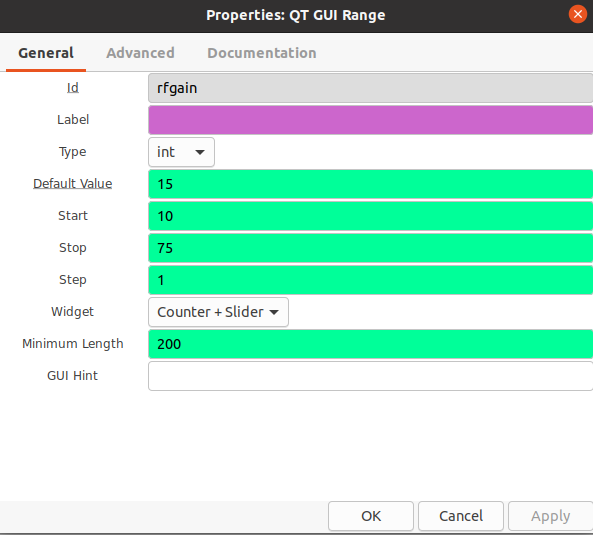 Properties: QT GUI Range
General Advanced Documentation
Id rfgain
Label
Type int
Default Value 15
Start 10
Stop 75
Step 1
Widget Counter + Slider
Minimum Length 200
GUI Hint
OK Cancel Apply